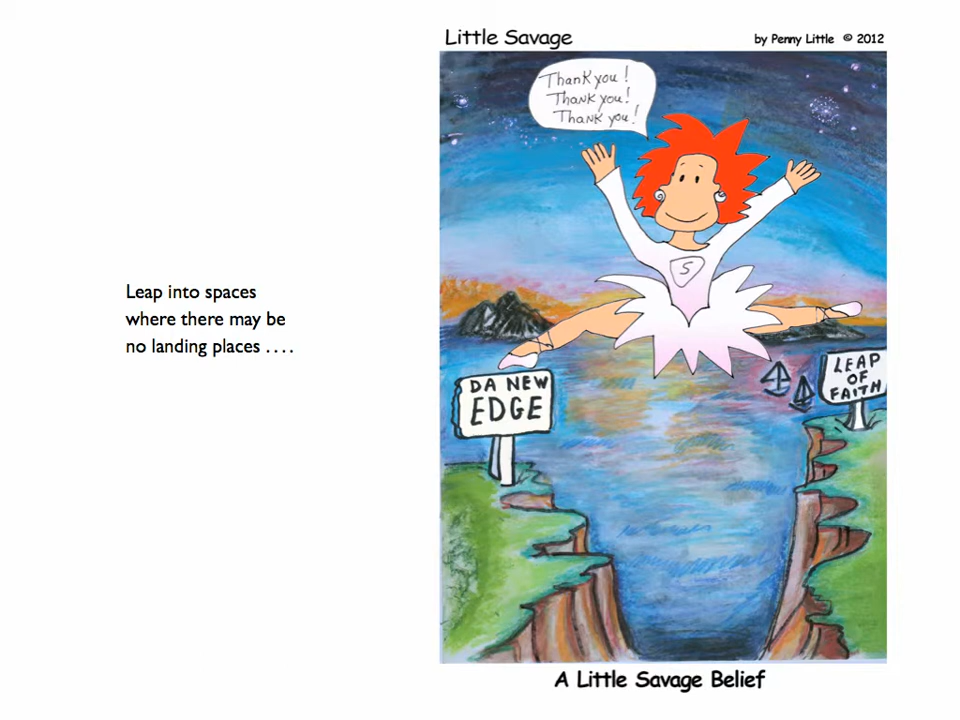 Little Savage
by Penny Little © 2012
Thank you!
Thank you!
Thank you!
S
Leap into spaces
where there may be
no landing places . . . .
DA NEW
EDGE
LEAP
OF
FAITH
A Little Savage Belief